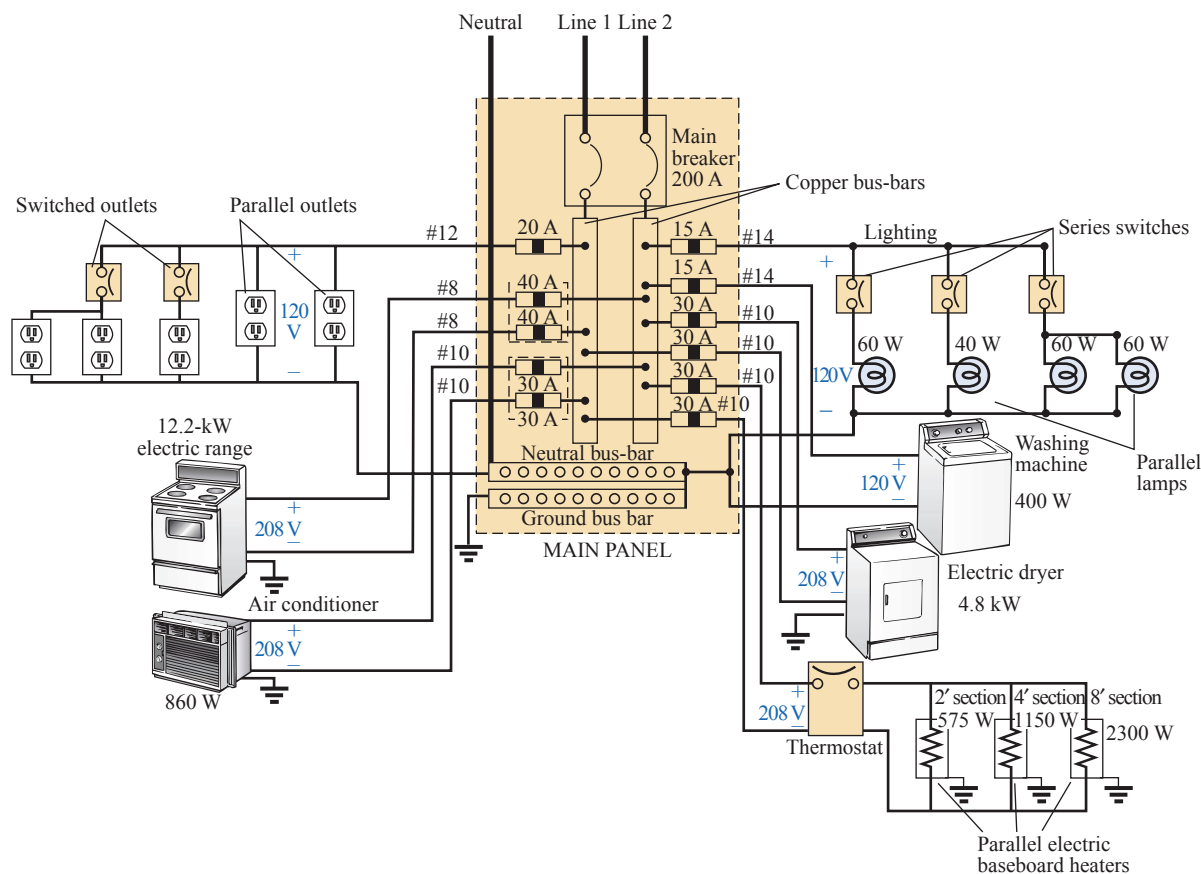 Neutral
Line 1
Line 2
Main
breaker
200 A
Copper bus-bars
Switched outlets
Parallel outlets
Lighting
Series switches
#12
20 A
15 A
#14
+
120
V
–
#8
40 A
15 A
#14
#8
40 A
30 A
#10
#10
30 A
30 A
#10
#10
30 A
30 A
#10
30 A
#10
+
120V
–
60 W
40 W
60 W
60 W
Neutral bus-bar
Ground bus bar
MAIN PANEL
12.2-kW
electric range
+
208 V
–
Air conditioner
+
208 V
–
860 W
Washing
machine
400 W
+
120 V
–
Parallel
lamps
Electric dryer
4.8 kW
+
208 V
–
+
208 V
–
Thermostat
2′ section
575 W
4′ section
1150 W
8′ section
2300 W
Parallel electric
baseboard heaters